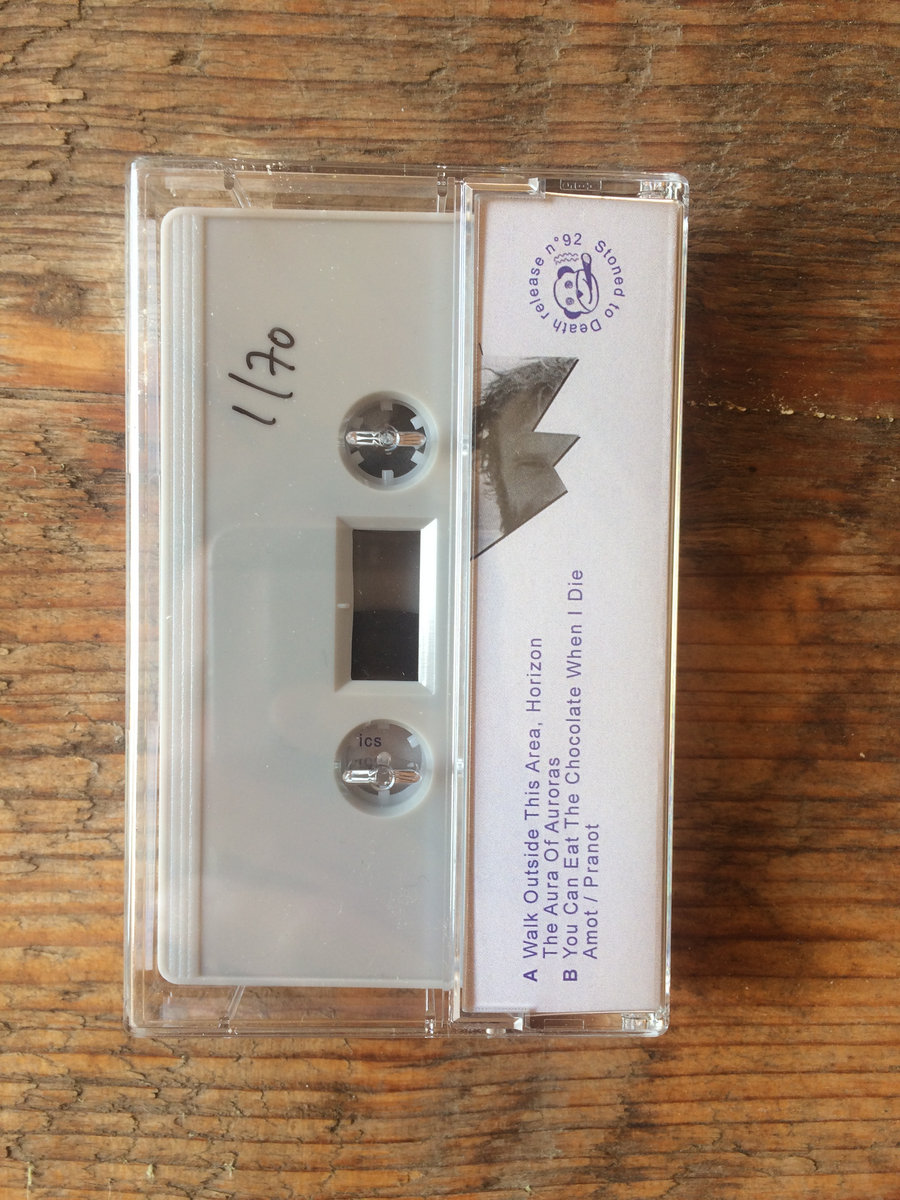 1/70
ics
A Walk Outside This Area, Horizon
The Aura Of Auroras
B You Can Eat The Chocolate When I Die
Amot / Pranot
Stoned to Death release n°92